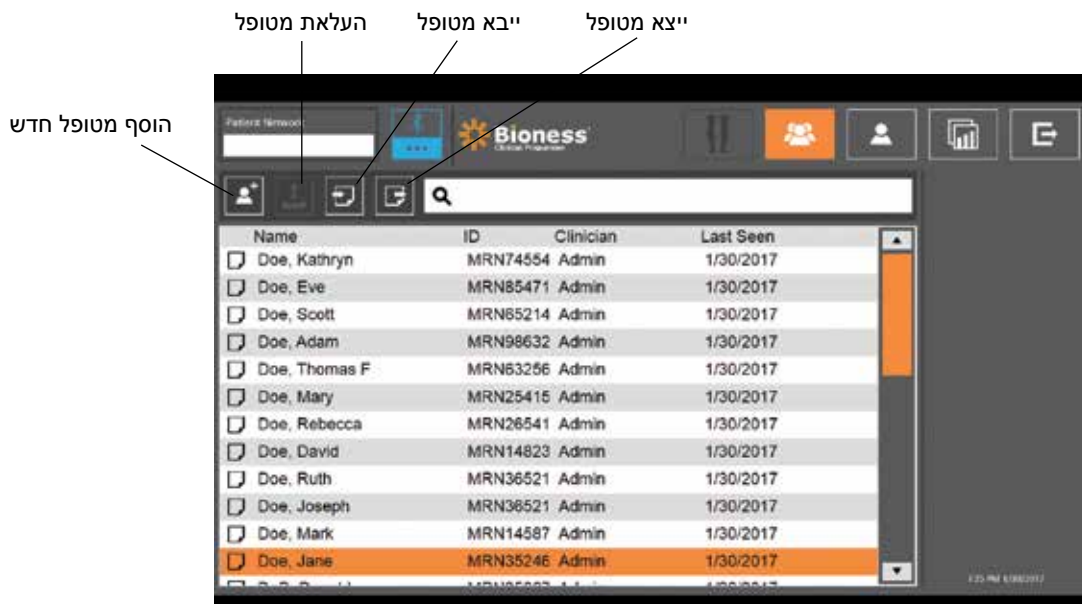 העלאת מטופל
ייבא מטופל
ייצא מטופל
הוסף מטופל חדש
Patient Network
Bioness
Clinical Programmer
Name ID Clinician Last Seen
Doe, Kathryn MRN74554 Admin 1/30/2017
Doe, Eve MRN85471 Admin 1/30/2017
Doe, Scott MRN65214 Admin 1/30/2017
Doe, Adam MRN98632 Admin 1/30/2017
Doe, Thomas F MRN63256 Admin 1/30/2017
Doe, Mary MRN25415 Admin 1/30/2017
Doe, Rebecca MRN26541 Admin 1/30/2017
Doe, David MRN14823 Admin 1/30/2017
Doe, Ruth MRN36521 Admin 1/30/2017
Doe, Joseph MRN36521 Admin 1/30/2017
Doe, Mark MRN14587 Admin 1/30/2017
Doe, Jane MRN35246 Admin 1/30/2017